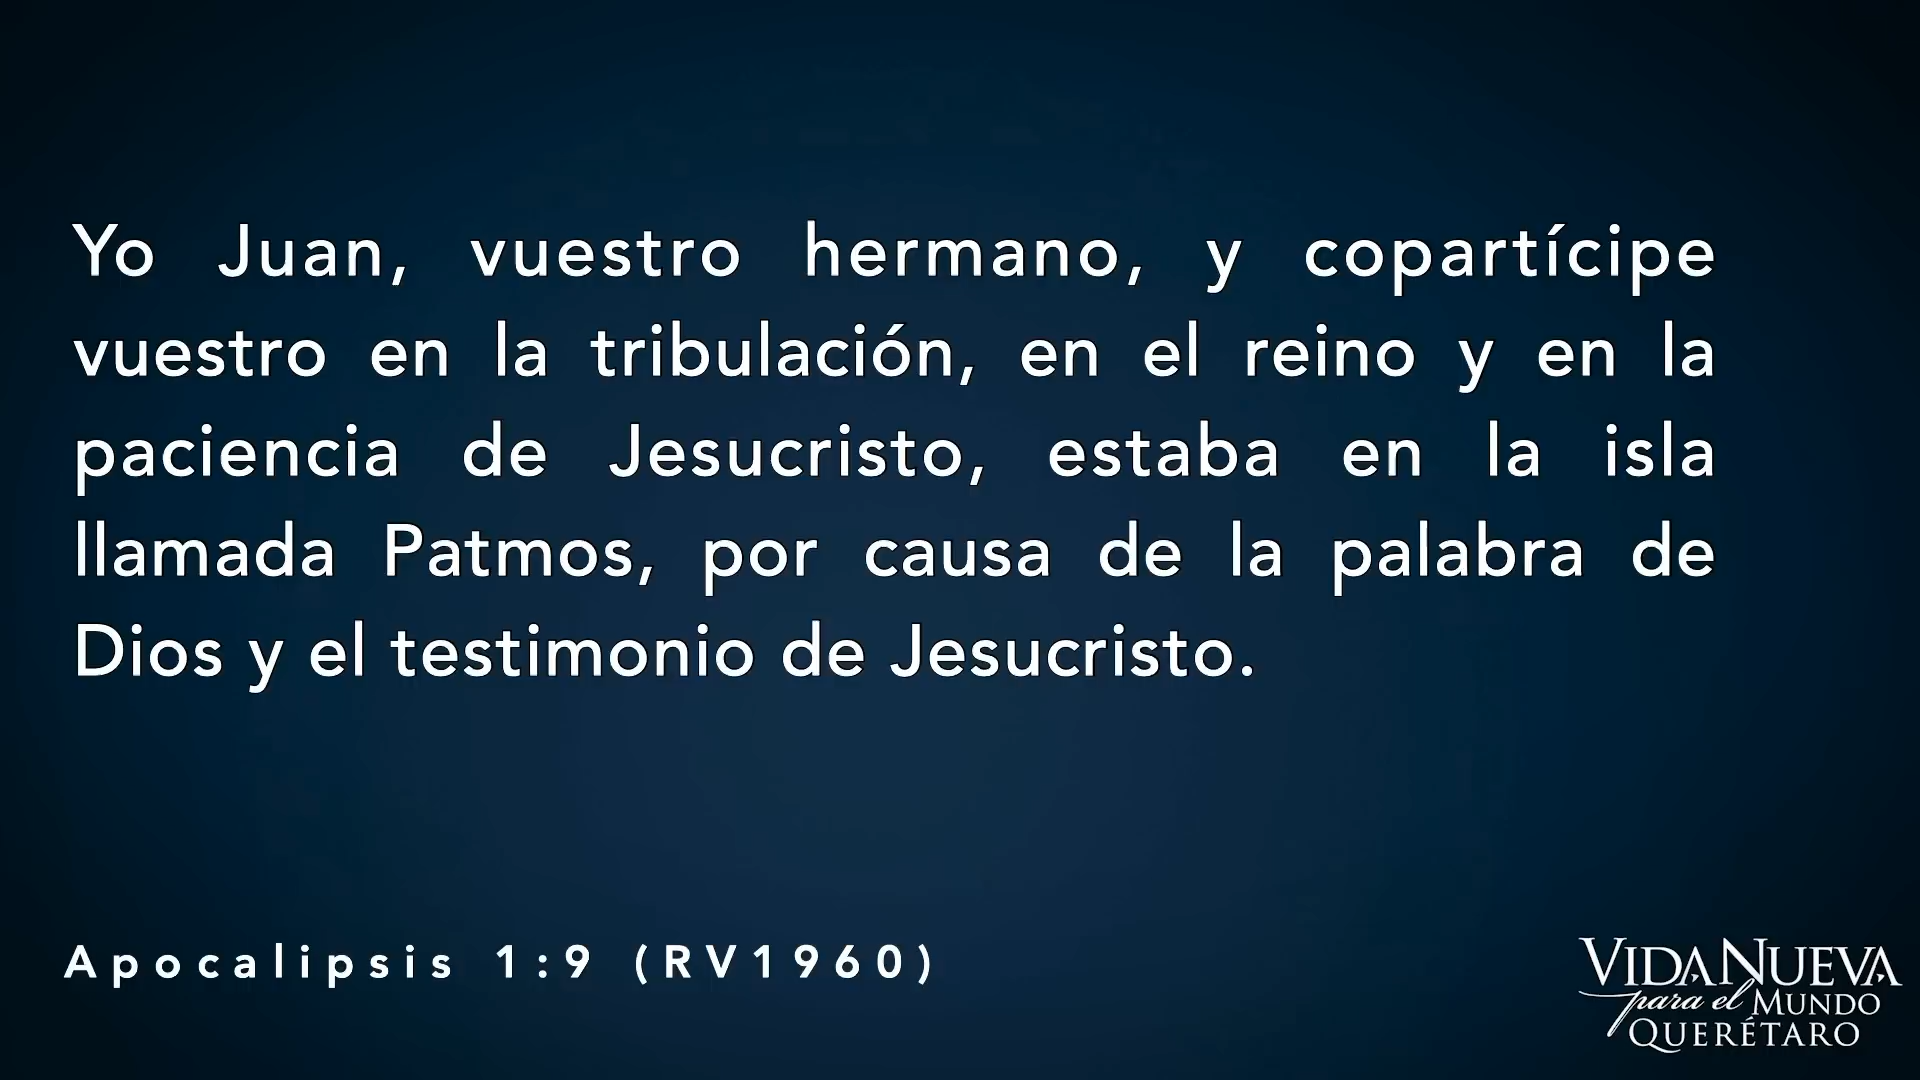 Yo Juan, vuestro hermano, y copartícipe
vuestro en la tribulación, en el reino y en la
paciencia de Jesucristo, estaba en la isla
llamada Patmos, por causa de la palabra de
Dios y el testimonio de Jesucristo.
Apocalipsis 1:9 (RV1960)
VIDA NUEVA
para el MUNDO
QUERÉTARO